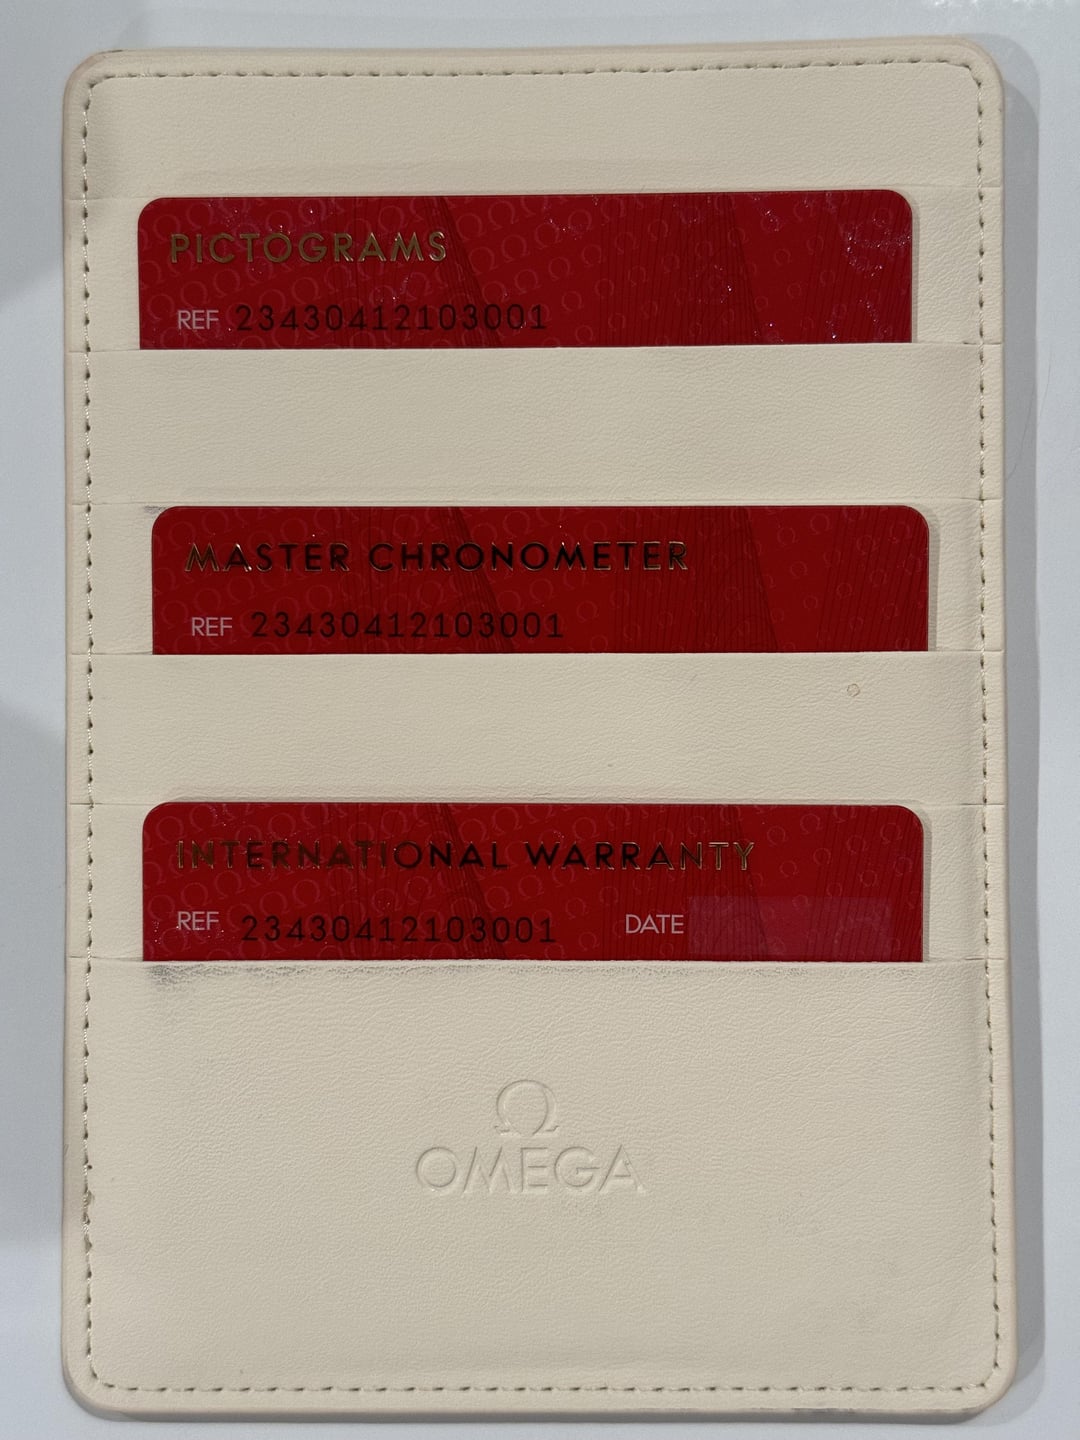 PICTOGRAMS
REF 23430412103001
MASTER CHRONOMETER
REF 23430412103001
INTERNATIONAL WARRANTY
REF 23430412103001 DATE
Ω
OMEGA